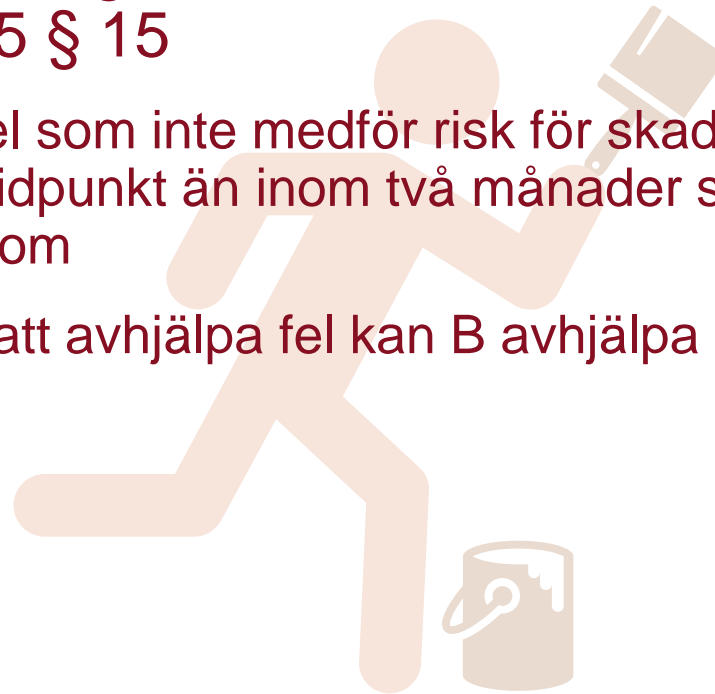 5 § 15
el som inte medför risk för skad
idpunkt än inom två månader s
om
att avhjälpa fel kan B avhjälpa